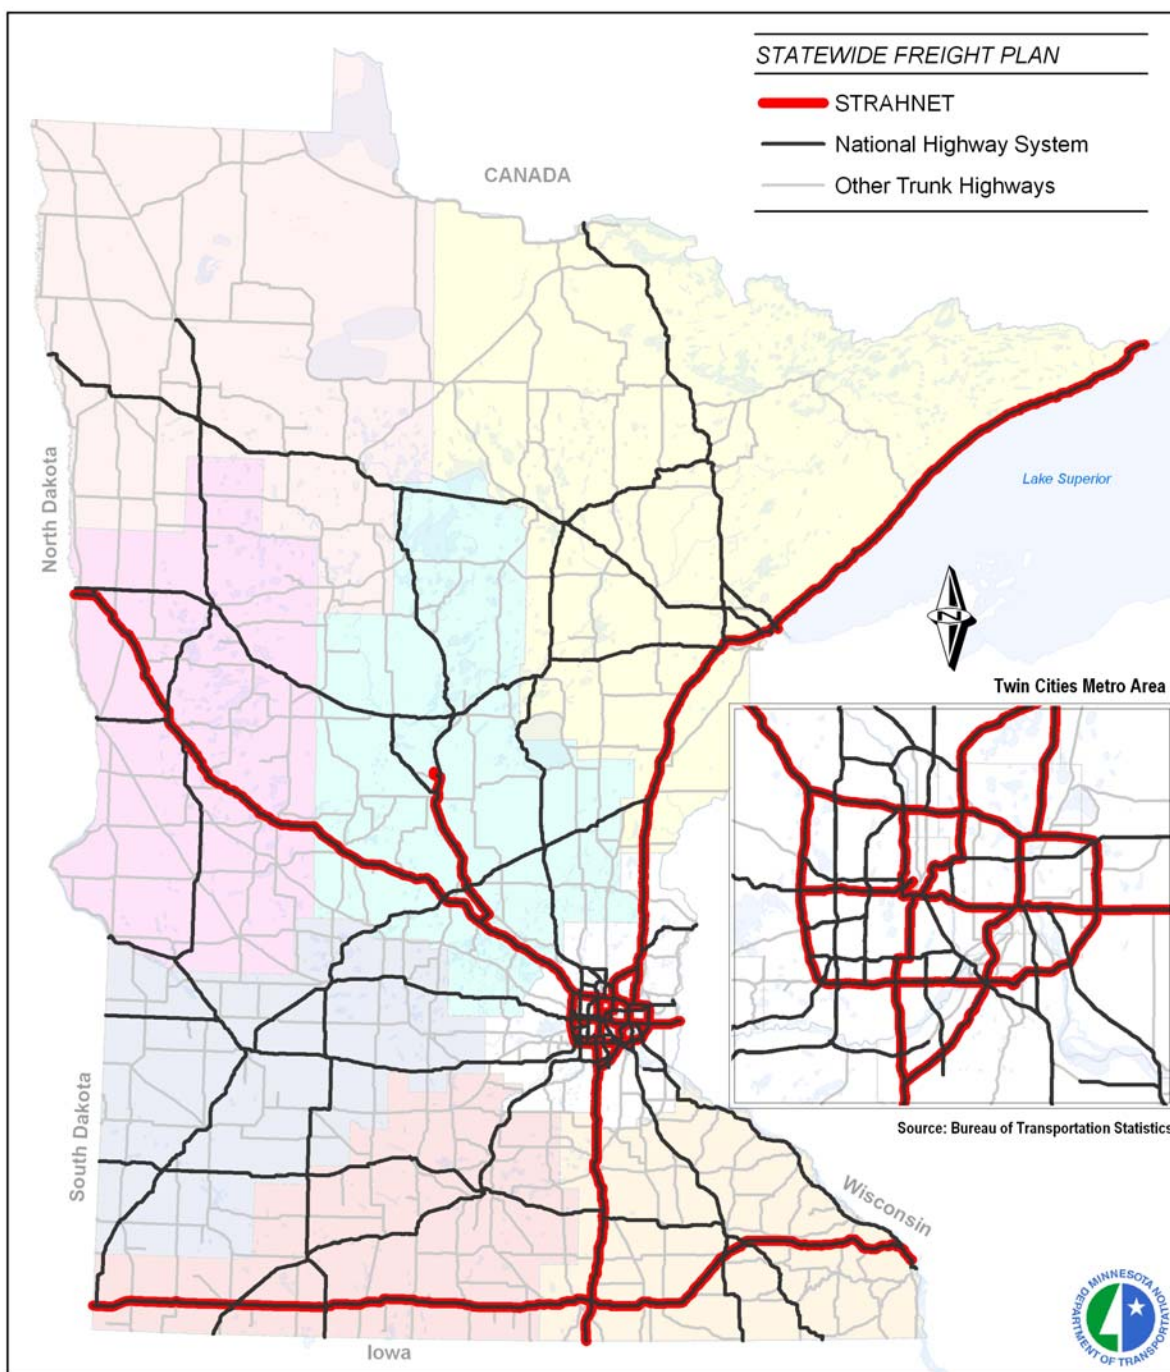 STATEWIDE FREIGHT PLAN
STRAHNET
National Highway System
Other Trunk Highways
CANADA
North Dakota
Lake Superior
N
Twin Cities Metro Area
South Dakota
Source: Bureau of Transportation Statistics
Wisconsin
Iowa
MINNESOTA
DEPARTMENT OF TRANSPORTATION